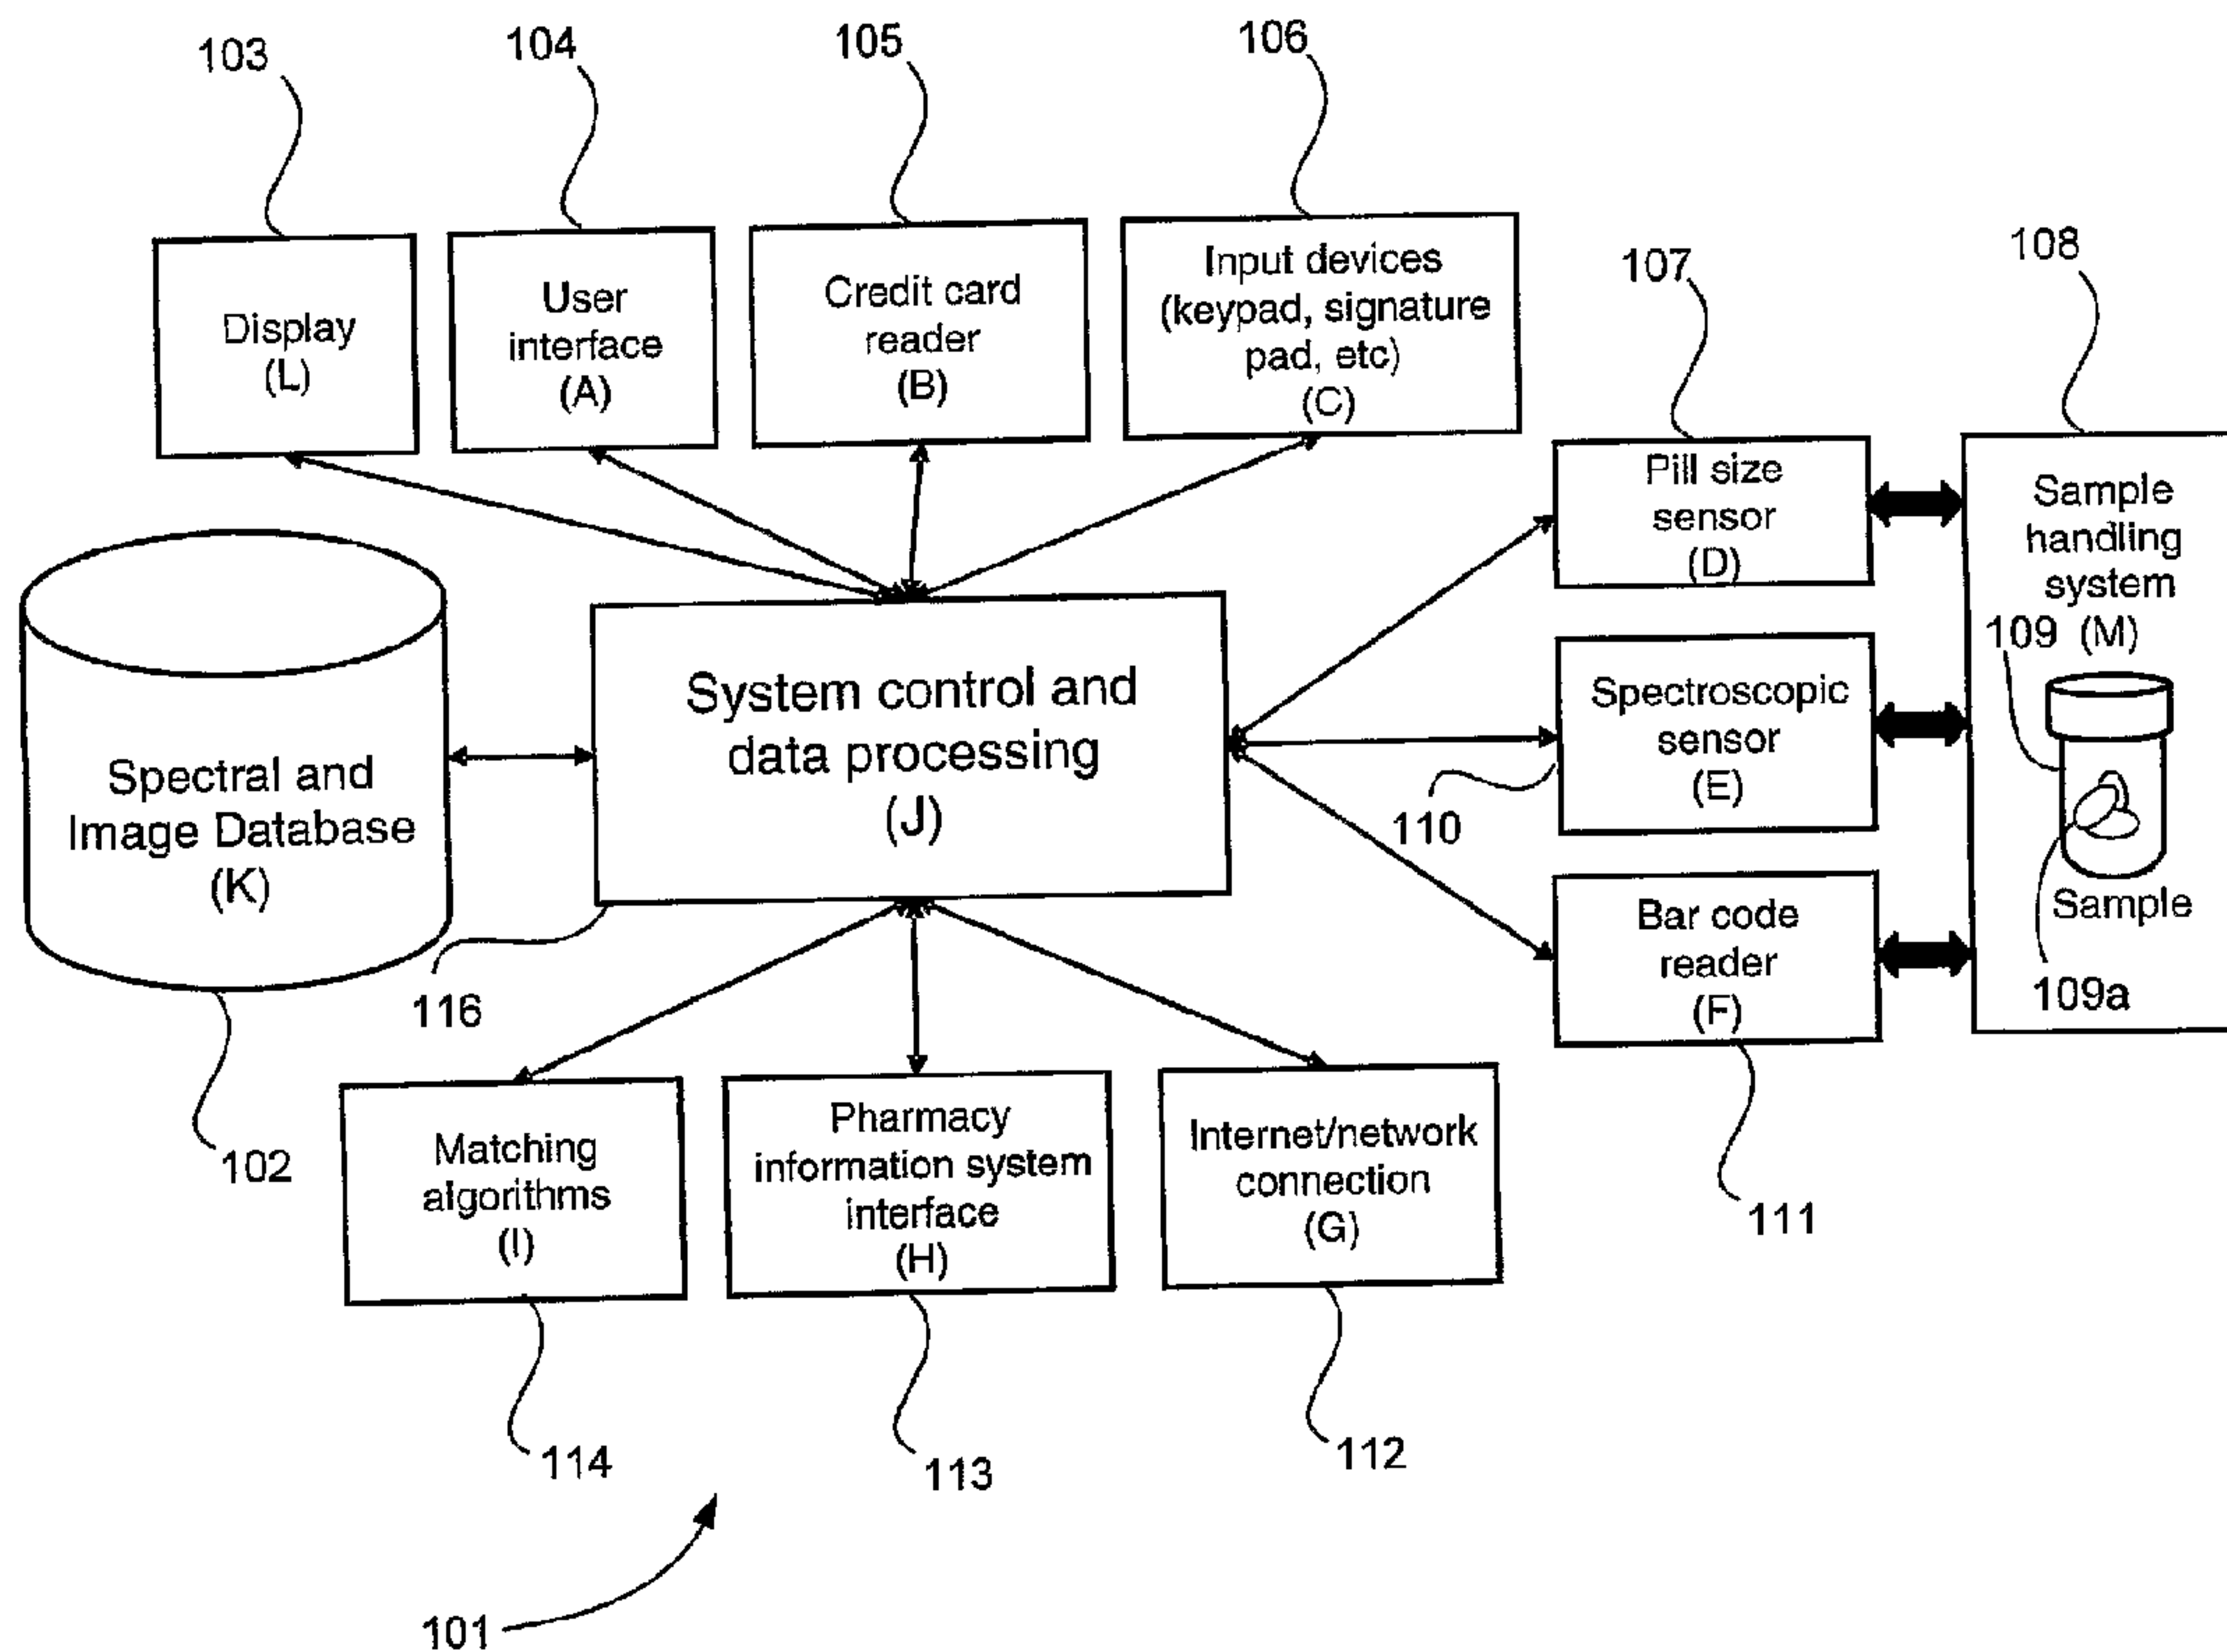 103
104
105
106
107
108
Display
(L)
User
interface
(A)
Credit card
reader
(B)
Input devices
(keypad, signature
pad, etc)
(C)
Pill size
sensor
(D)
Sample
handling
system
(M)
109
Spectral and
Image Database
(K)
System control and
data processing
(J)
Spectroscopic
sensor
(E)
110
Bar code
reader
(F)
Sample
109a
116
102
Matching
algorithms
(I)
Pharmacy
information system
interface
(H)
Internet/network
connection
(G)
111
114
113
112
101